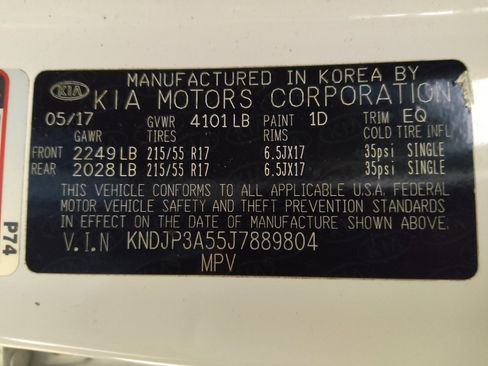 MANUFACTURED IN KOREA BY
KIA KIA MOTORS CORPORATION
05/17 GVWR 4101 LB PAINT 1D TRIM EQ
GAWR TIRES RIMS COLD TIRE INFL
FRONT 2249 LB 215/55 R17 6.5JX17 35psi SINGLE
REAR 2028 LB 215/55 R17 6.5JX17 35psi SINGLE
THIS VEHICLE CONFORMS TO ALL APPLICABLE U.S.A. FEDERAL
MOTOR VEHICLE SAFETY AND THEFT PREVENTION STANDARDS
IN EFFECT ON THE DATE OF MANUFACTURE SHOWN ABOVE.
V.I.N KNDJP3A55J7889804
MPV
P74